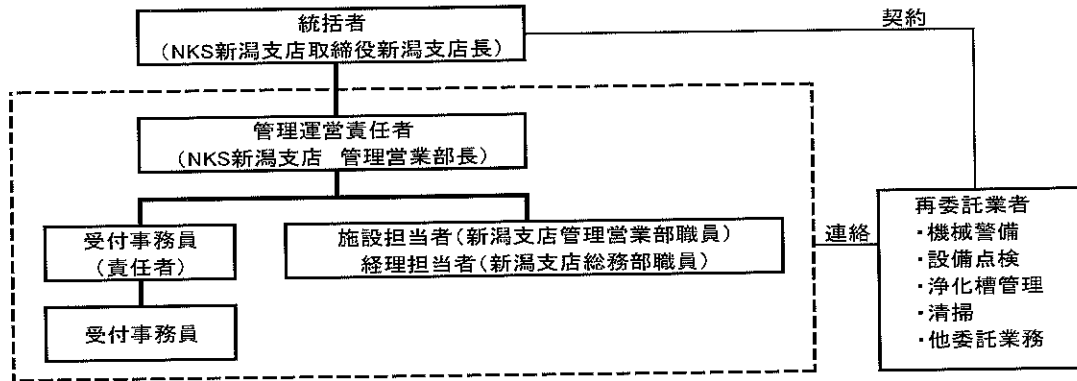 統括者
(NKS新潟支店取締役新潟支店長)
契約
管理運営責任者
(NKS新潟支店　管理営業部長)
受付事務員
(責任者)
施設担当者(新潟支店管理営業部職員)
経理担当者(新潟支店総務部職員)
受付事務員
連絡
再委託業者
・機械警備
・設備点検
・浄化槽管理
・清掃
・他委託業務